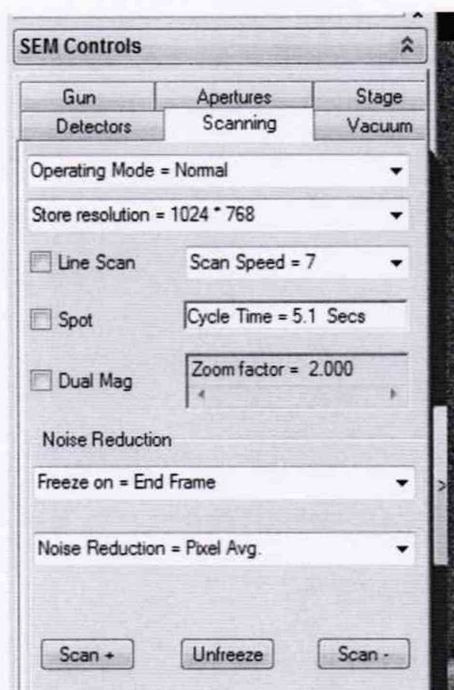 SEM Controls
Gun Apertures Stage
Detectors Scanning Vacuum
Operating Mode = Normal
Store resolution = 1024 * 768
Line Scan Scan Speed = 7
Spot Cycle Time = 5.1 Secs
Dual Mag Zoom factor = 2.000
Noise Reduction
Freeze on = End Frame
Noise Reduction = Pixel Avg.
Scan + Unfreeze Scan -